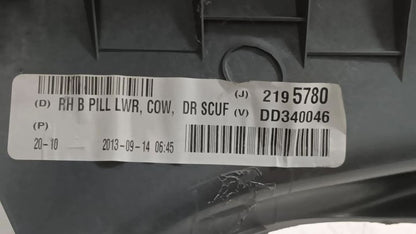 (J) 2195780
(D) RH B PILL LWR, COW, DR SCUF (V) DD340046
(P)
20-10 2013-09-14 06:45